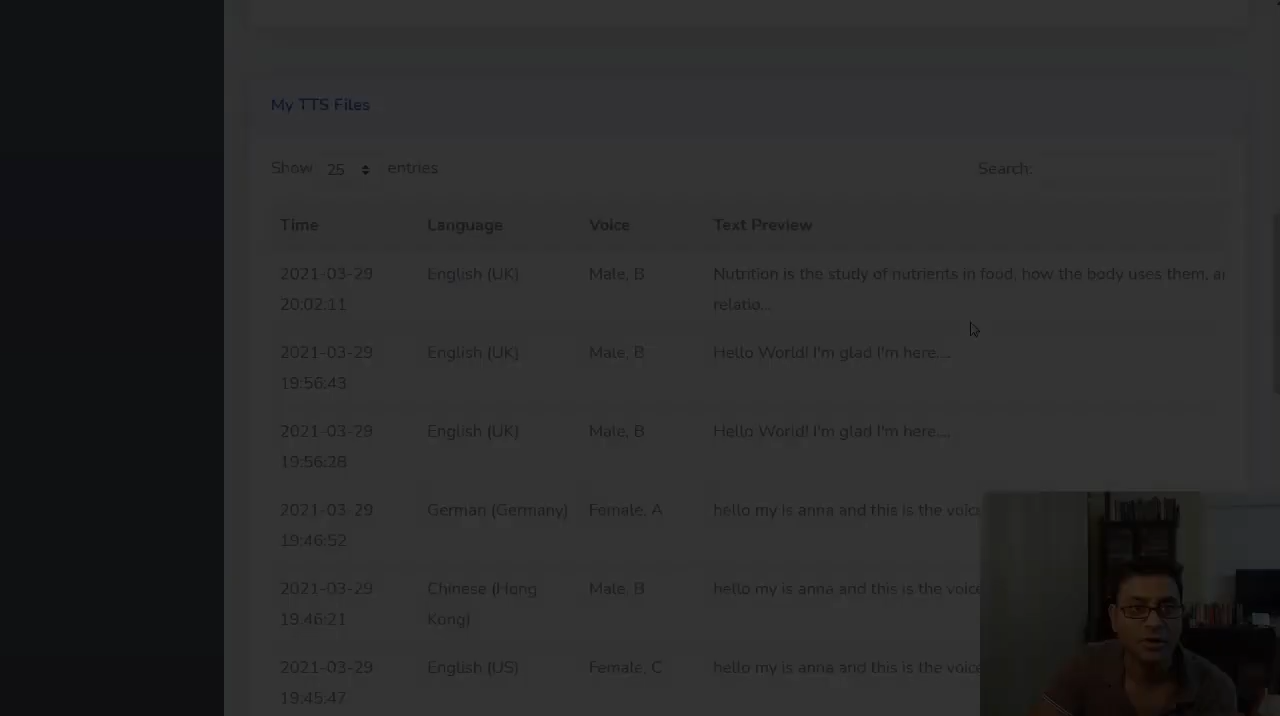 My TTS Files
Show 25 entries
Search:
Time Language Voice Text Preview
2021-03-29 English (UK) Male, B Nutrition is the study of nutrients in food, how the body uses them, ar
20:02:11 relatio...
2021-03-29 English (UK) Male, B Hello World! I'm glad I'm here....
19:56:43
2021-03-29 English (UK) Male, B Hello World! I'm glad I'm here....
19:56:28
2021-03-29 German (Germany) Female, A hello my is anna and this is the voice
19:46:52
2021-03-29 Chinese (Hong Male, B hello my is anna and this is the voice
19:46:21 Kong)
2021-03-29 English (US) Female, C hello my is anna and this is the voice
19:45:47